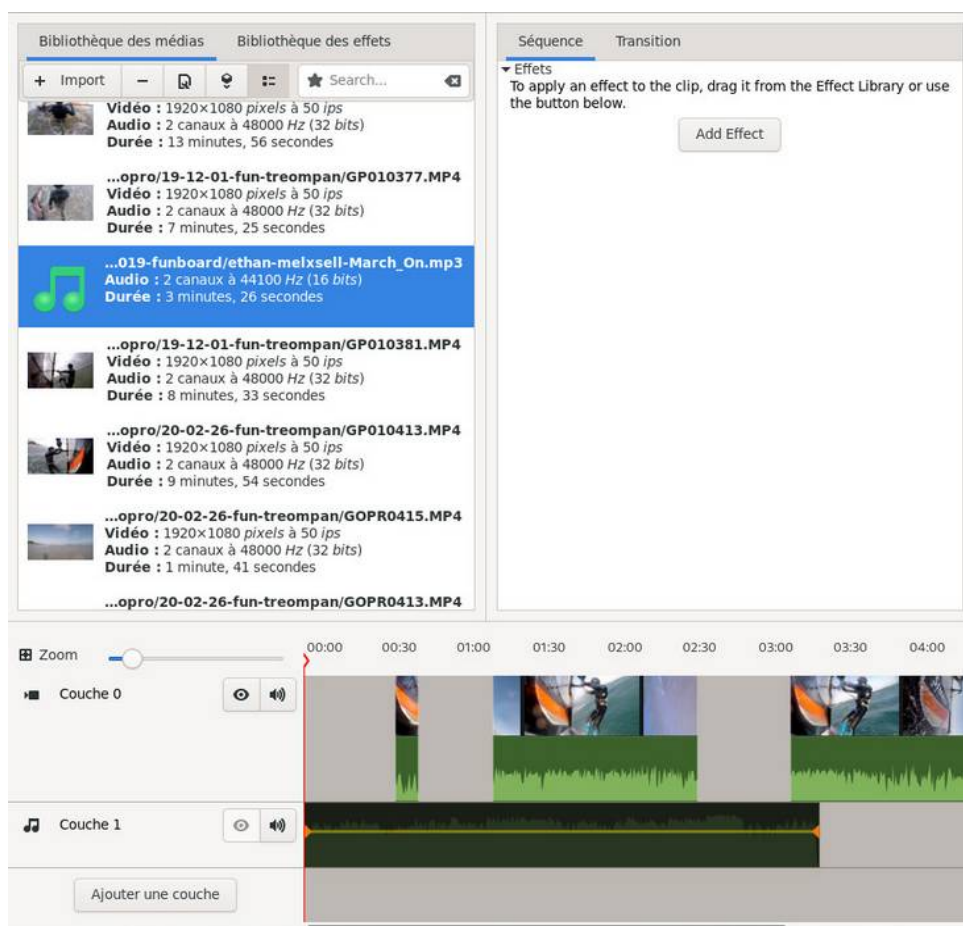 Bibliothèque des médias
Bibliothèque des effets
+ Import
Search...
Vidéo : 1920×1080 pixels à 50 ips
Audio : 2 canaux à 48000 Hz (32 bits)
Durée : 13 minutes, 56 secondes
...opro/19-12-01-fun-treompan/GP010377.MP4
Vidéo : 1920×1080 pixels à 50 ips
Audio : 2 canaux à 48000 Hz (32 bits)
Durée : 7 minutes, 25 secondes
...019-funboard/ethan-melxsell-March_On.mp3
Audio : 2 canaux à 44100 Hz (16 bits)
Durée : 3 minutes, 26 secondes
...opro/19-12-01-fun-treompan/GP010381.MP4
Vidéo : 1920×1080 pixels à 50 ips
Audio : 2 canaux à 48000 Hz (32 bits)
Durée : 8 minutes, 33 secondes
...opro/20-02-26-fun-treompan/GP010413.MP4
Vidéo : 1920×1080 pixels à 50 ips
Audio : 2 canaux à 48000 Hz (32 bits)
Durée : 9 minutes, 54 secondes
...opro/20-02-26-fun-treompan/GOPR0415.MP4
Vidéo : 1920×1080 pixels à 50 ips
Audio : 2 canaux à 48000 Hz (32 bits)
Durée : 1 minute, 41 secondes
...opro/20-02-26-fun-treompan/GOPR0413.MP4
Séquence
Transition
Effets
To apply an effect to the clip, drag it from the Effect Library or use
the button below.
Add Effect
Zoom
00:00 00:30 01:00 01:30 02:00 02:30 03:00 03:30 04:00
Couche 0
Couche 1
Ajouter une couche